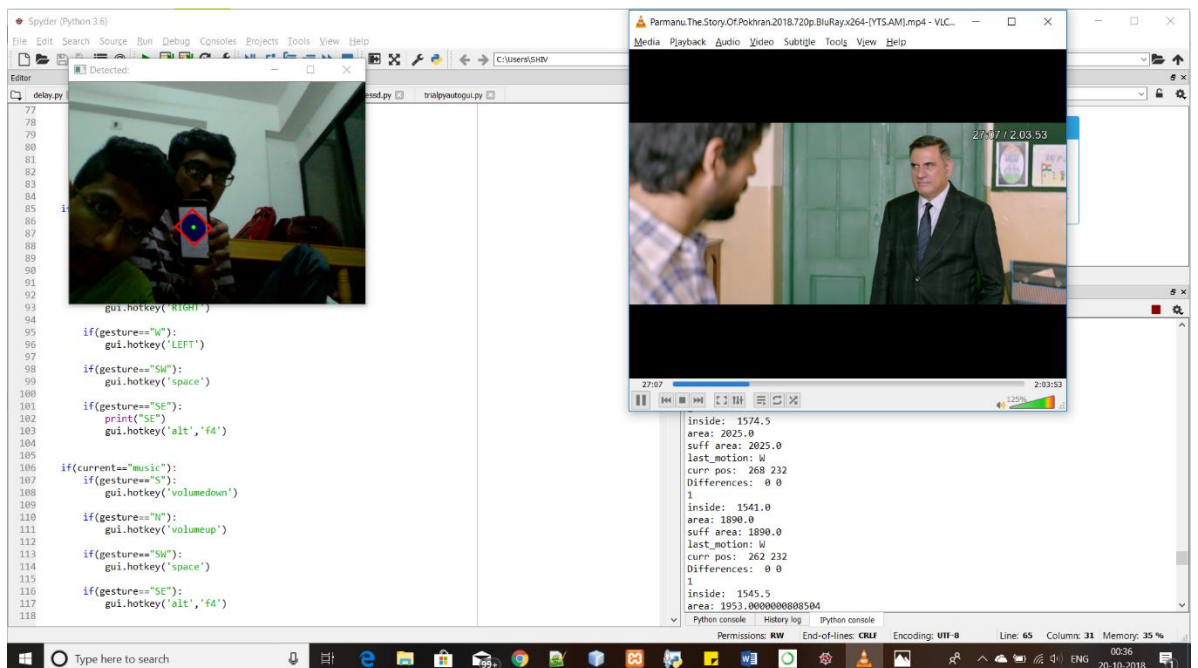 Spyder (Python 3.6)
File Edit Search Source Run Debug Consoles Projects Tools View Help
C:\Users\SHIV
Editor
delay.py
essd.py
trialpyautogui.py
Detected:
77
78
79
80
81
82
83
84
85
86
87
88
89
90
91
92
93 gui.hotkey('RIGHT')
94
95 if(gesture=="W"):
96 gui.hotkey('LEFT')
97
98 if(gesture=="SW"):
99 gui.hotkey('space')
100
101 if(gesture=="SE"):
102 print("SE")
103 gui.hotkey('alt','f4')
104
105
106 if(current=="music"):
107 if(gesture=="S"):
108 gui.hotkey('volumedown')
109
110 if(gesture=="N"):
111 gui.hotkey('volumeup')
112
113 if(gesture=="SW"):
114 gui.hotkey('space')
115
116 if(gesture=="SE"):
117 gui.hotkey('alt','f4')
118
Parmanu.The.Story.Of.Pokhran.2018.720p.BluRay.x264-[YTS.AM].mp4 - VLC...
Media Playback Audio Video Subtitle Tools View Help
27:07 / 2.03.53
27:07
2:03:53
125%
inside: 1574.5
area: 2025.0
suff area: 2025.0
last_motion: W
curr pos: 268 232
Differences: 0 0
1
inside: 1541.0
area: 1890.0
suff area: 1890.0
last_motion: W
curr pos: 262 232
Differences: 0 0
1
inside: 1545.5
area: 1953.0000000808504
Python console History log IPython console
Permissions: RW End-of-lines: CRLF Encoding: UTF-8 Line: 65 Column: 31 Memory: 35 %
Type here to search
99+
ENG
00:36
20-10-2018